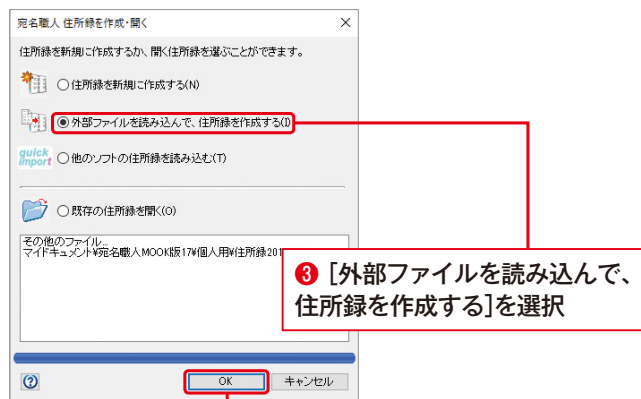 宛名職人 住所録を作成・開く
住所録を新規に作成するか、開く住所録を選ぶことができます。
住所録を新規に作成する(N)
外部ファイルを読み込んで、住所録を作成する(I)
quick
import
他のソフトの住所録を読み込む(T)
既存の住所録を開く(O)
その他のファイル...
マイドキュメント¥宛名職人MOOK版17¥個人用¥住所録201
❸ [外部ファイルを読み込んで、
住所録を作成する]を選択
OK
キャンセル